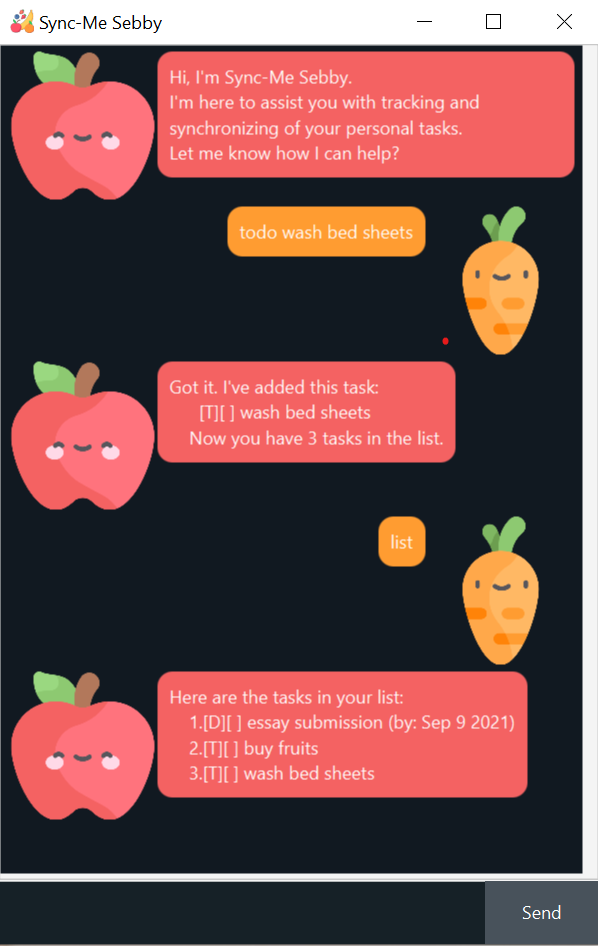 Sync-Me Sebby
Hi, I'm Sync-Me Sebby.
I'm here to assist you with tracking and
synchronizing of your personal tasks.
Let me know how I can help?
todo wash bed sheets
Got it. I've added this task:
[T][ ] wash bed sheets
Now you have 3 tasks in the list.
list
Here are the tasks in your list:
1.[D][ ] essay submission (by: Sep 9 2021)
2.[T][ ] buy fruits
3.[T][ ] wash bed sheets
Send